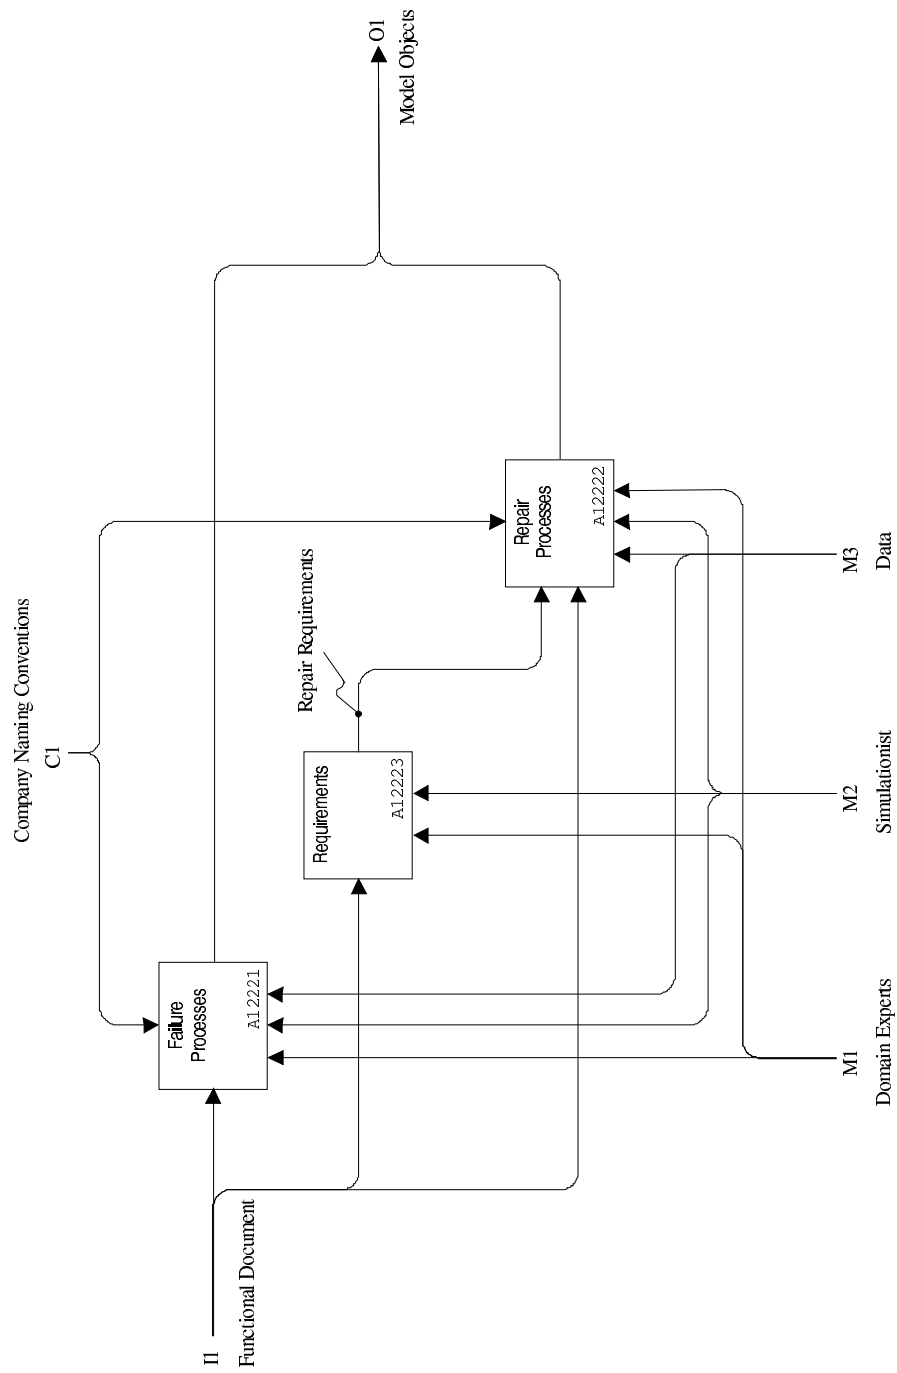 Company Naming Conventions
C1
I1
Functional Document
Failure
Processes
A12221
Requirements
A12223
Repair Requirements
Repair
Processes
A12222
O1
Model Objects
M1
Domain Experts
M2
Simulationist
M3
Data